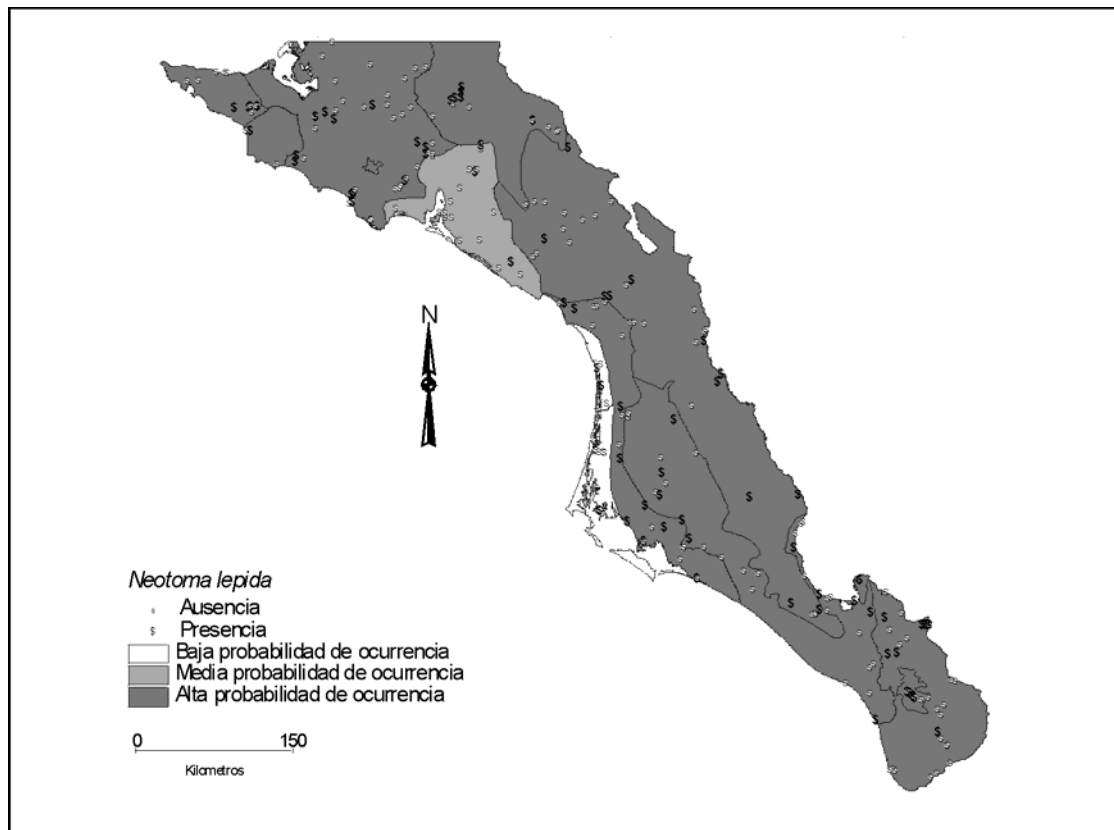 N
Neotoma lepida
s Ausencia
$ Presencia
Baja probabilidad de ocurrencia
Media probabilidad de ocurrencia
Alta probabilidad de ocurrencia
0 150
Kilometros